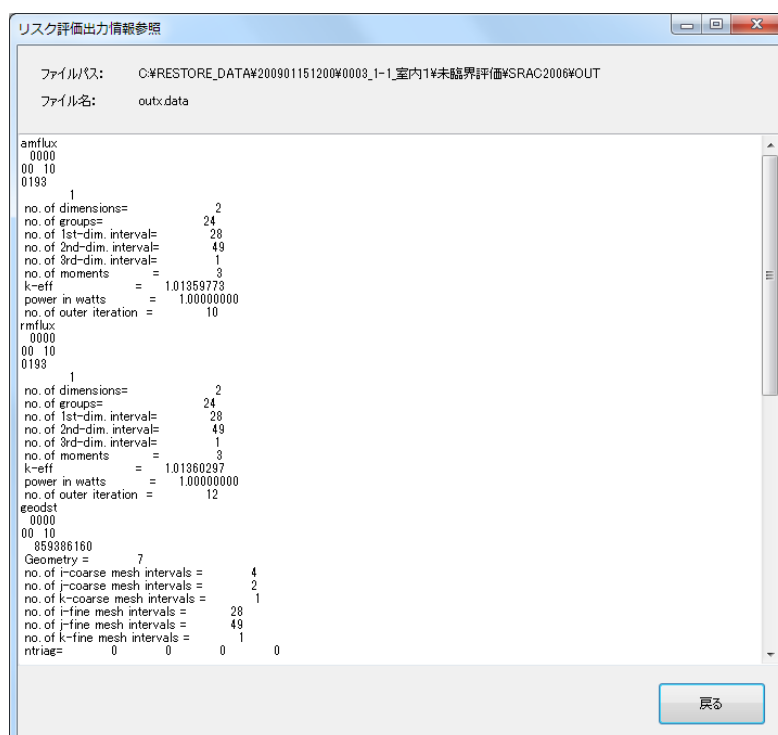 リスク評価出力情報参照
ファイルパス: C:¥RESTORE_DATA¥200901151200¥0003_1-1_室内1¥未臨界評価¥SRAC2006¥OUT
ファイル名: outx.data
amflux
0000
00 10
0193
1
no. of dimensions= 2
no. of groups= 24
no. of 1st-dim. interval= 28
no. of 2nd-dim. interval= 49
no. of 3rd-dim. interval= 1
no. of moments = 3
k-eff = 1.01359773
power in watts = 1.00000000
no. of outer iteration = 10
rmflux
0000
00 10
0193
1
no. of dimensions= 2
no. of groups= 24
no. of 1st-dim. interval= 28
no. of 2nd-dim. interval= 49
no. of 3rd-dim. interval= 1
no. of moments = 3
k-eff = 1.01360297
power in watts = 1.00000000
no. of outer iteration = 12
geodst
0000
00 10
859386160
Geometry = 7
no. of i-coarse mesh intervals = 4
no. of j-coarse mesh intervals = 2
no. of k-coarse mesh intervals = 1
no. of i-fine mesh intervals = 28
no. of j-fine mesh intervals = 49
no. of k-fine mesh intervals = 1
ntriag= 0 0 0 0
戻る